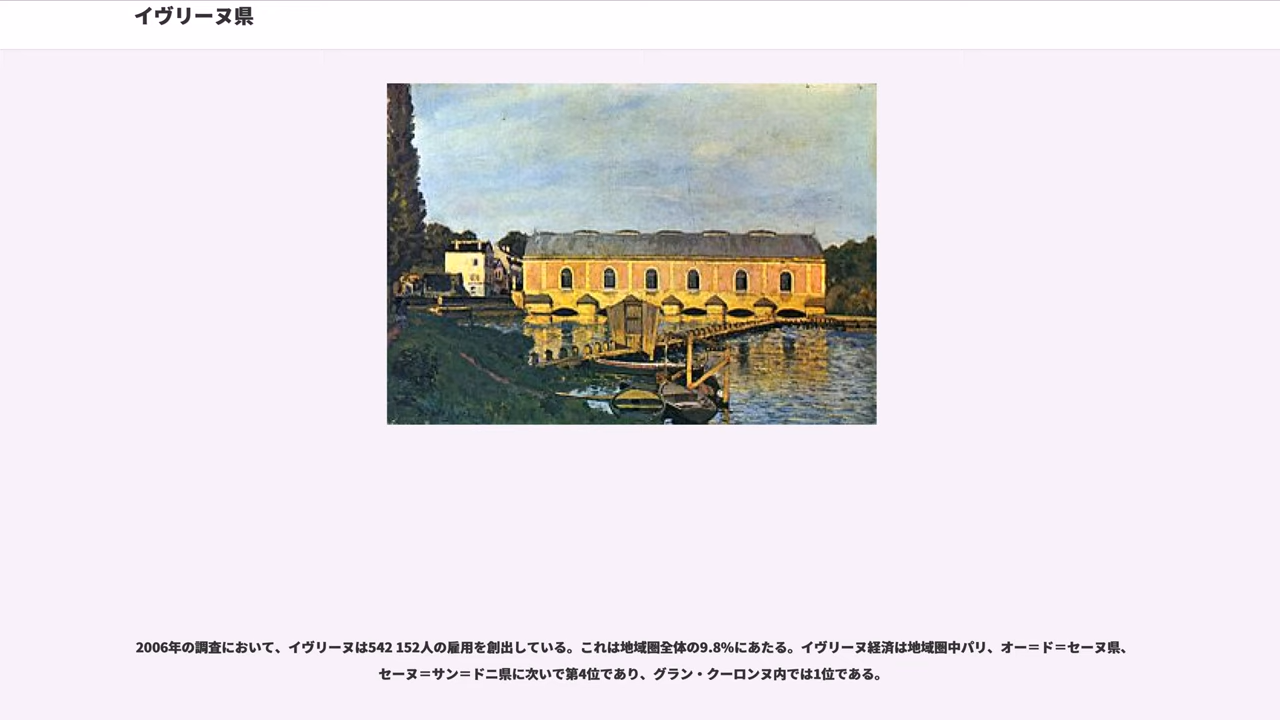 イヴリーヌ県
2006年の調査において、イヴリーヌは542 152人の雇用を創出している。これは地域圏全体の9.8%にあたる。イヴリーヌ経済は地域圏中パリ、オー＝ド＝セーヌ県、
セーヌ＝サン＝ドニ県に次いで第4位であり、グラン・クーロンヌ内では1位である。